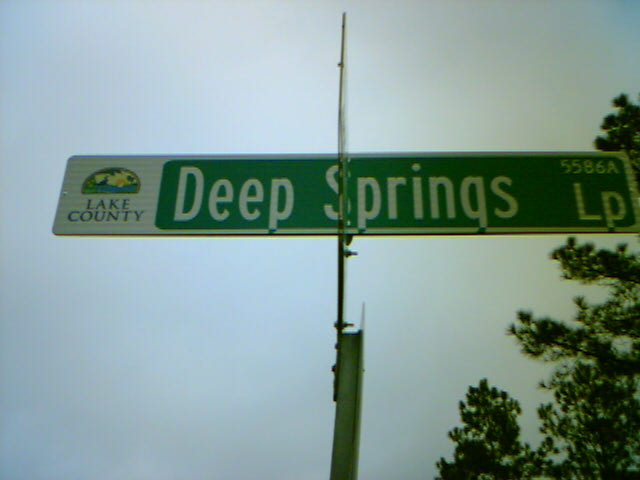 LAKE
COUNTY
Deep Springs
5586A
Lp